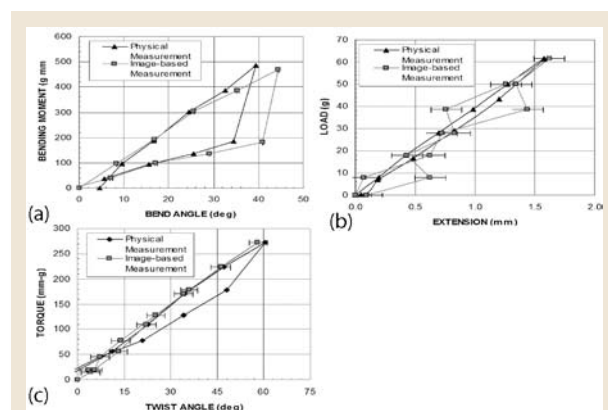 (a)
600
500
400
300
200
100
0
BENDING MOMENT (g mm
Physical
Measurement
Image-based
Measurement
0 10 20 30 40 50
BEND ANGLE (deg)
(b)
70
60
50
40
30
20
10
0
LOAD (g)
Physical
Measurement
Image-based
Measurement
0.0 0.5 1.0 1.5 2.0
EXTENSION (mm)
(c)
300
250
200
150
100
50
0
TORQUE (mm-g)
Physical
Measurement
Image-based
Measurement
0 15 30 45 60 75
TWIST ANGLE (deg)